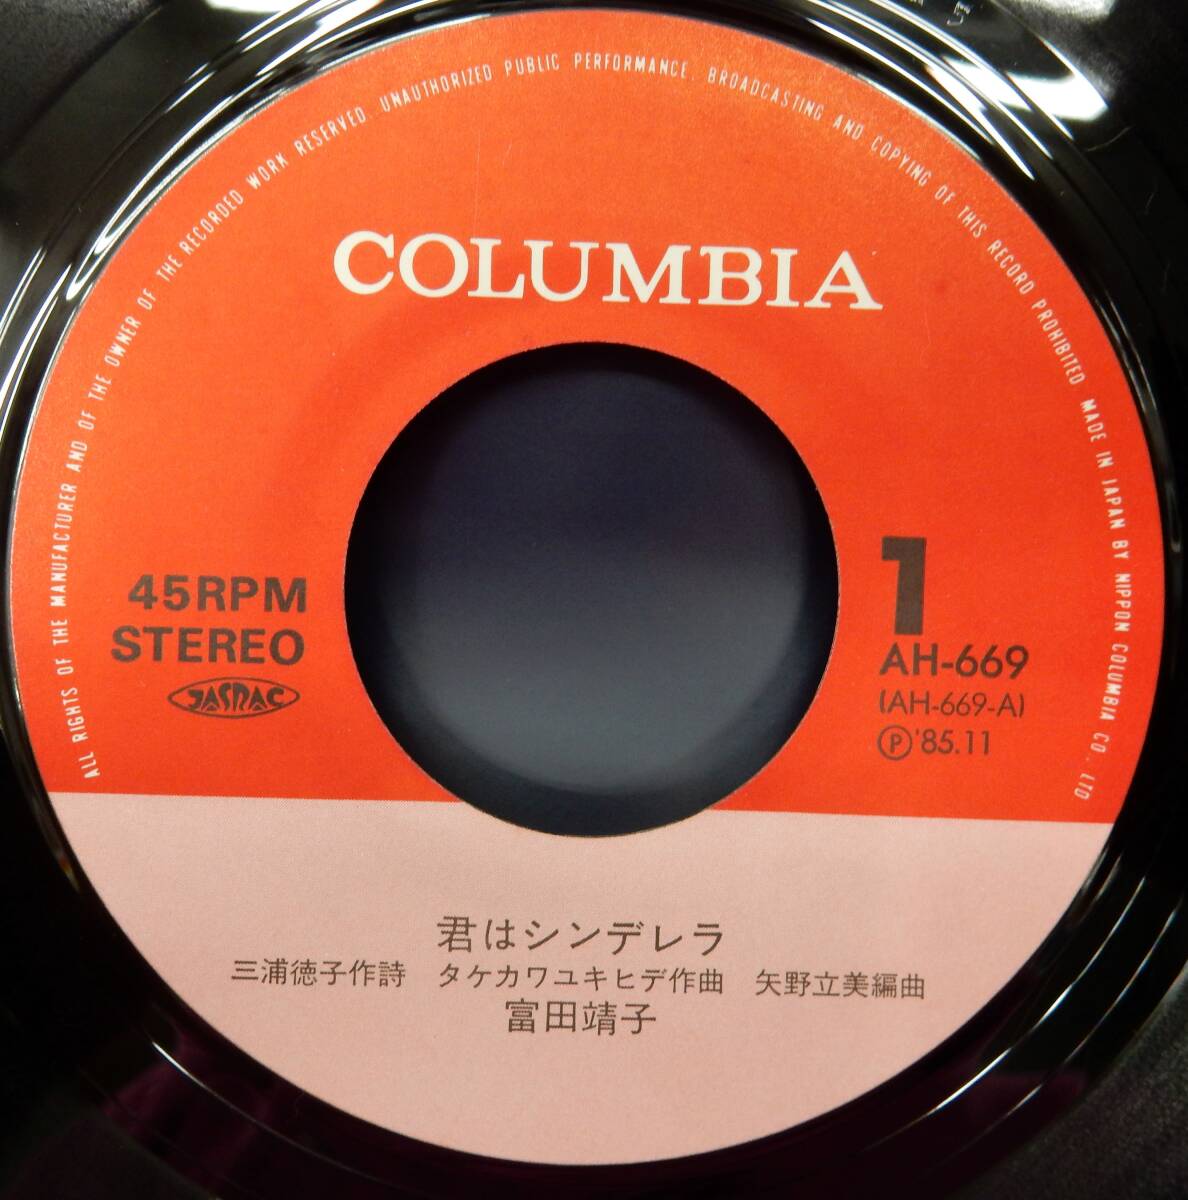 ALL RIGHTS OF THE MANUFACTURER AND OF THE OWNER OF THE RECORDED WORK RESERVED. UNAUTHORIZED PUBLIC PERFORMANCE. BROADCASTING AND COPYING OF THIS RECORD PROHIBITED MADE IN JAPAN BY NIPPON COLUMBIA CO., LTD
COLUMBIA
45RPM
STEREO
JASRAC
1
AH-669
(AH-669-A)
Ⓟ'85.11
君はシンデレラ
三浦徳子作詩 タケカワユキヒデ作曲 矢野立美編曲
富田靖子